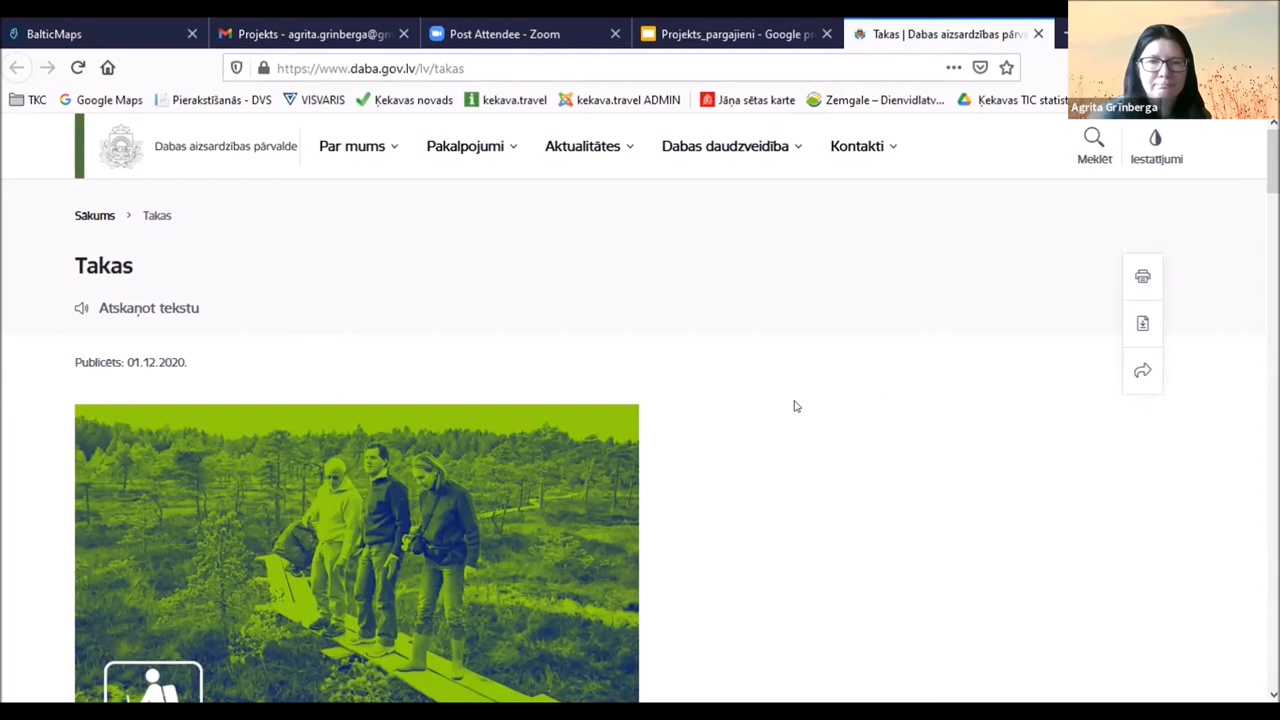 BalticMaps
Projekts - agrita.grinberga@gm
Post Attendee - Zoom
Projekts_pargajieni - Google pr
Takas | Dabas aizsardzības pārva
https://www.daba.gov.lv/lv/takas
TKC
Google Maps
Pierakstīšanās - DVS
VISVARIS
Ķekavas novads
kekava.travel
kekava.travel ADMIN
Jāņa sētas karte
Zemgale – Dienvidlatv...
Ķekavas TIC statist
Agrita Grīnberga
Dabas aizsardzības pārvalde
Par mums
Pakalpojumi
Aktualitātes
Dabas daudzveidība
Kontakti
Meklēt
Iestatījumi
Sākums > Takas
Takas
Atskaņot tekstu
Publicēts: 01.12.2020.